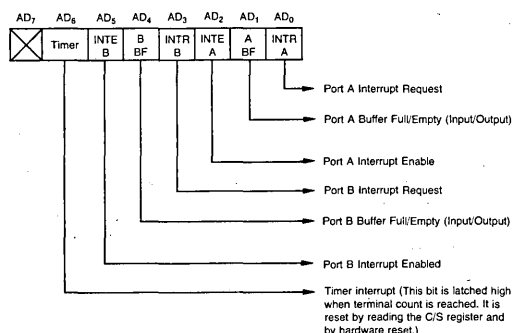 AD₇ AD₆ AD₅ AD₄ AD₃ AD₂ AD₁ AD₀
Timer INTE B B BF INTR B INTE A A BF INTR A
Port A Interrupt Request
Port A Buffer Full/Empty (Input/Output)
Port A Interrupt Enable
Port B Interrupt Request
Port B Buffer Full/Empty (Input/Output)
Port B Interrupt Enabled
Timer interrupt (This bit is latched high
when terminal count is reached. It is
reset by reading the C/S register and
by hardware reset.)